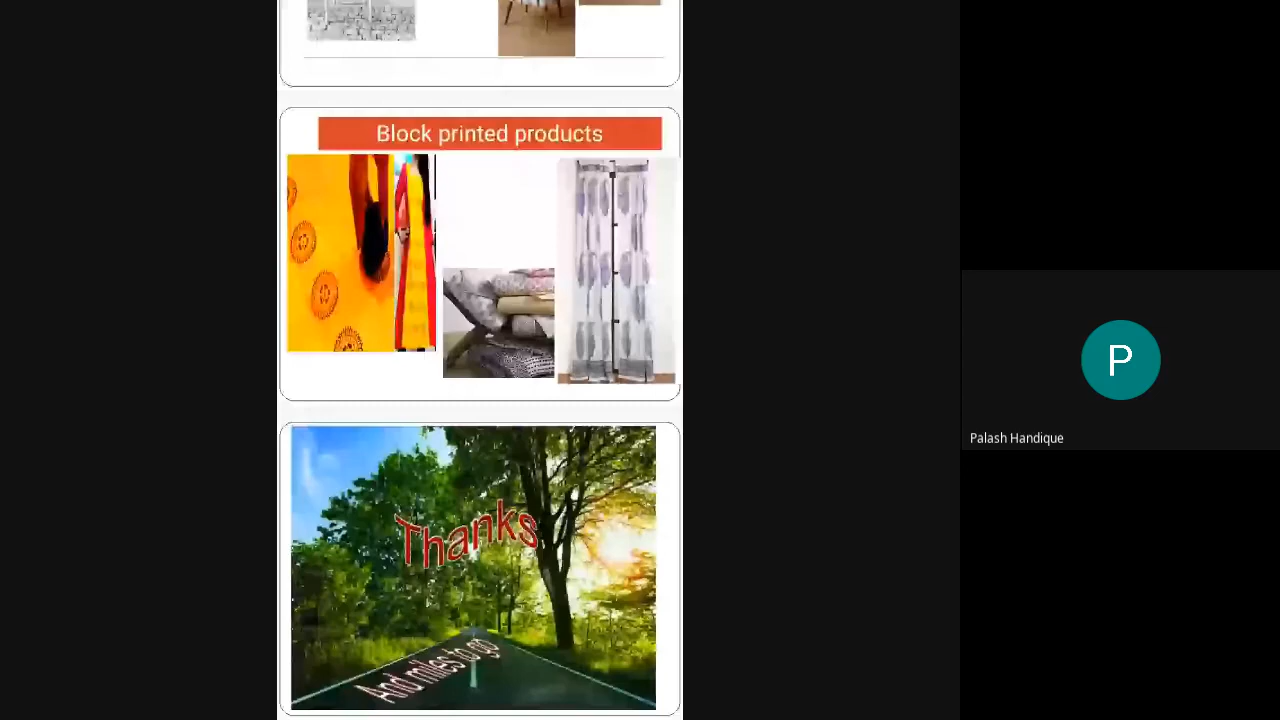 Block printed products
Thanks
And miles to go
P
Palash Handique